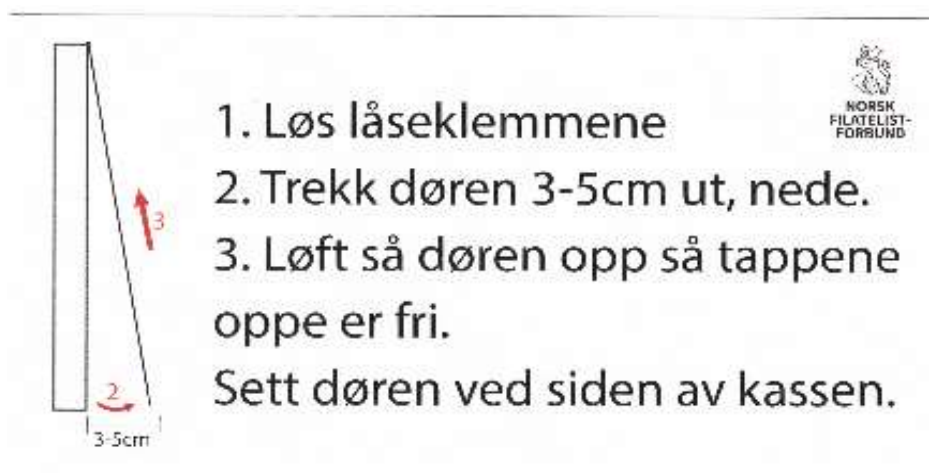 1. Løs låseklemmene
2. Trekk døren 3-5cm ut, nede.
3. Løft så døren opp så tappene
oppe er fri.
Sett døren ved siden av kassen.
NORSK
FILATELIST-
FORBUND
3
2
3-5cm